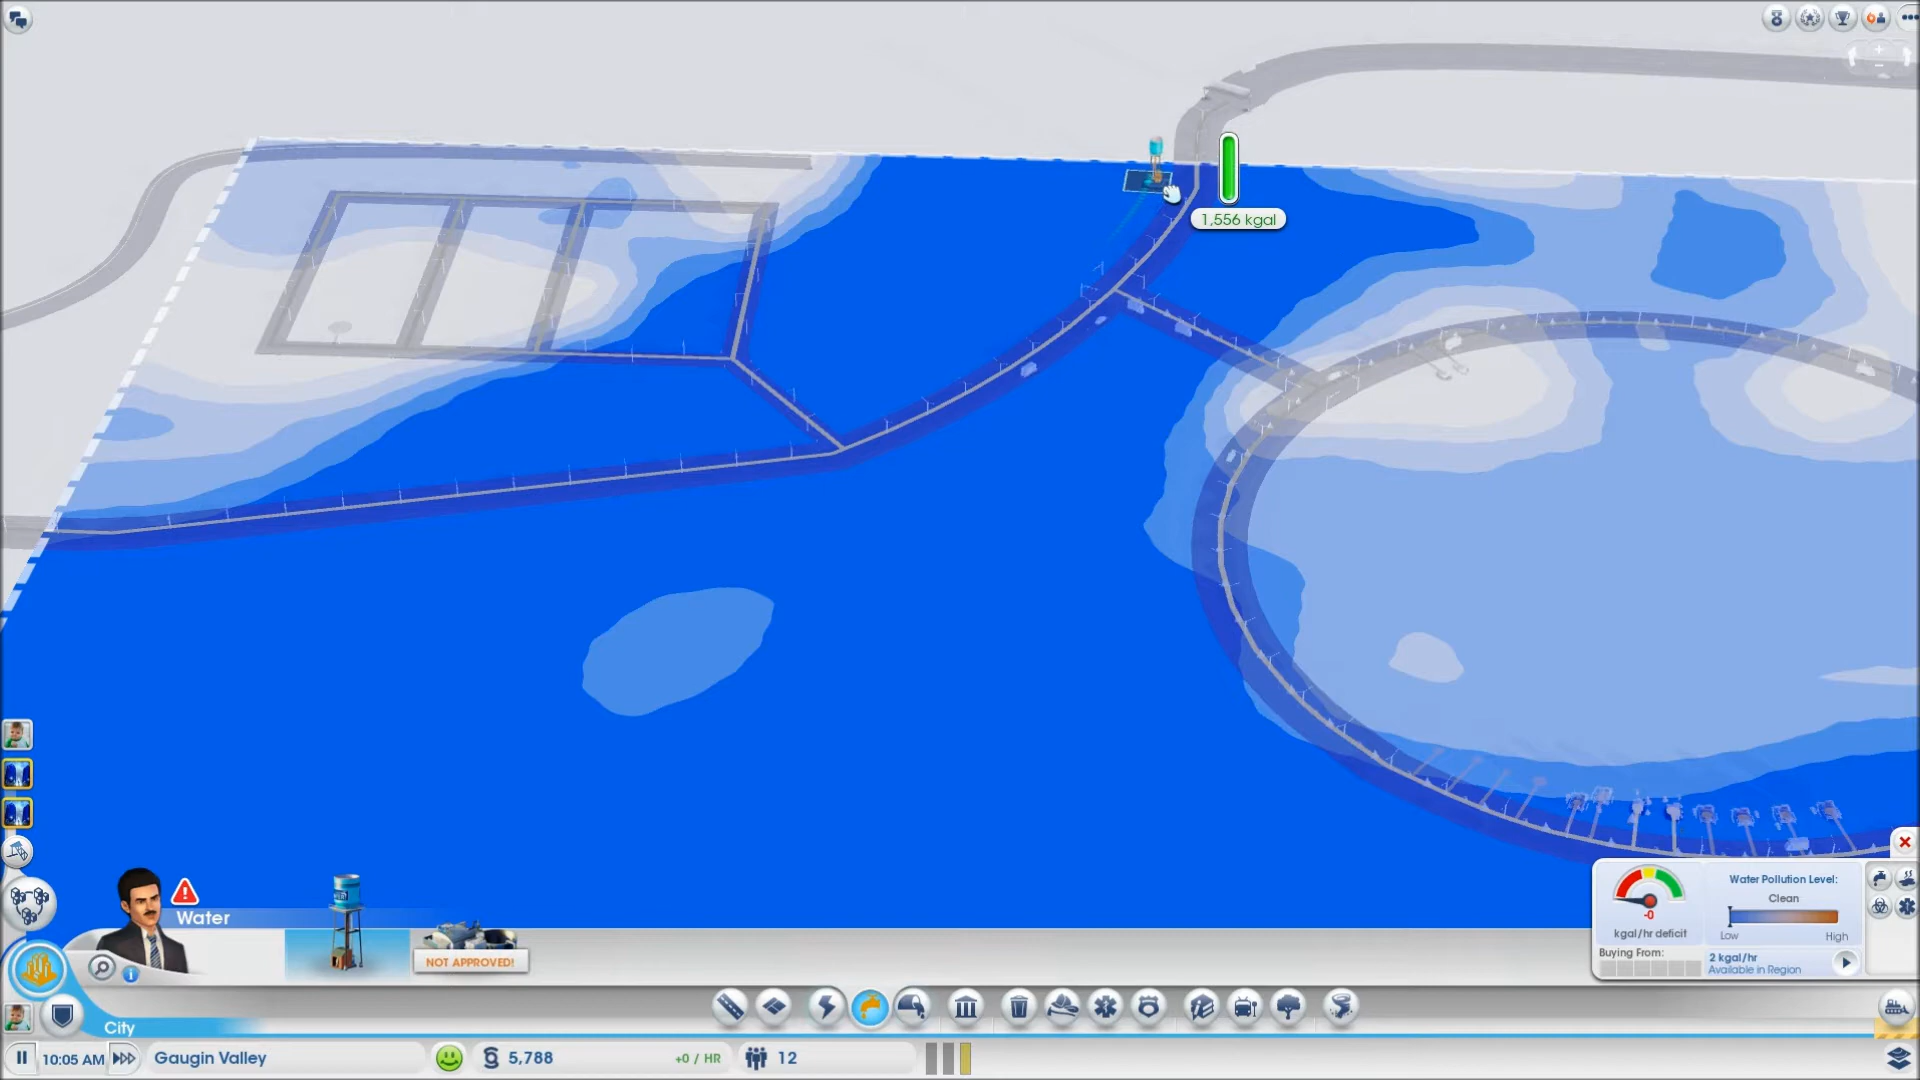 1,556 kgal
Water
NOT APPROVED!
-0
kgal/hr deficit
Water Pollution Level:
Clean
Low
High
Buying From:
2 kgal/hr
Available in Region
City
10:05 AM
Gaugin Valley
5,788
+0 / HR
12